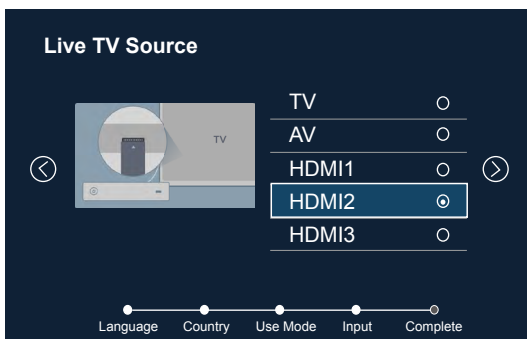 Live TV Source
TV
TV
AV
HDMI1
HDMI2
HDMI3
Language Country Use Mode Input Complete